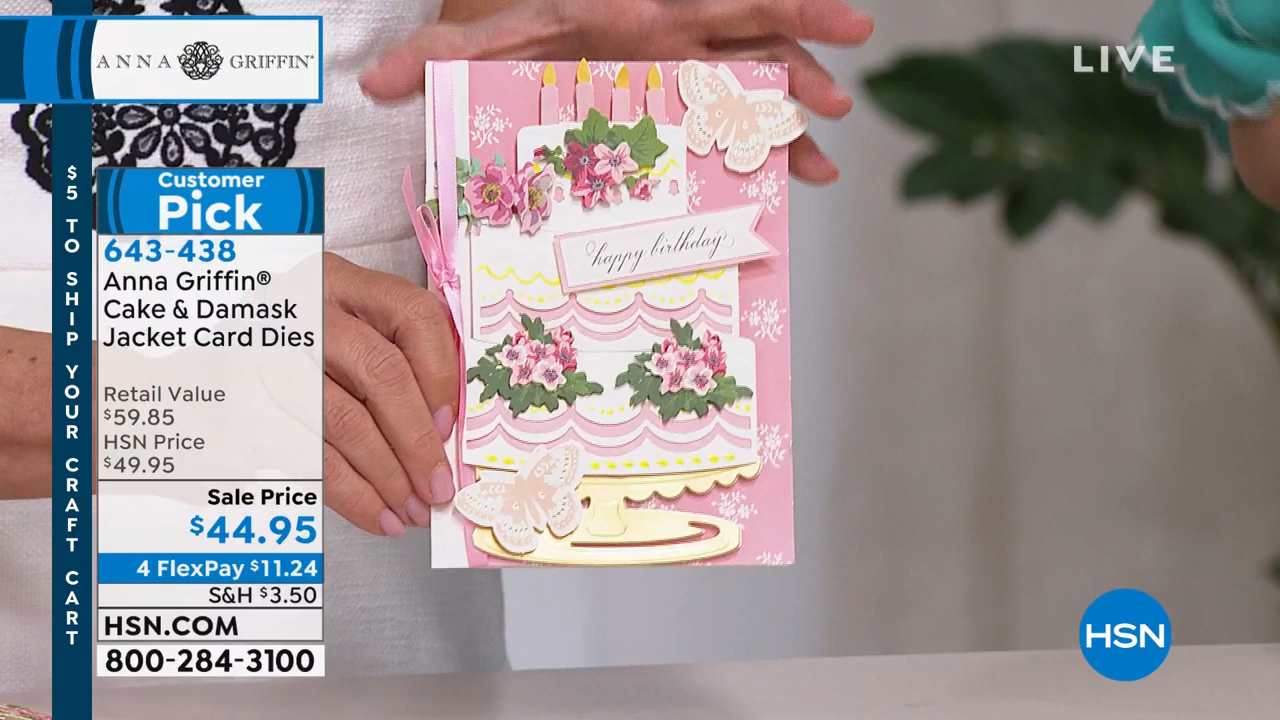 ANNA GRIFFIN®
LIVE
$5 TO SHIP YOUR CRAFT CART
Customer
Pick
643-438
Anna Griffin®
Cake & Damask
Jacket Card Dies
Retail Value
$59.85
HSN Price
$49.95
Sale Price
$44.95
4 FlexPay $11.24
S&H $3.50
HSN.COM
800-284-3100
happy birthday
HSN